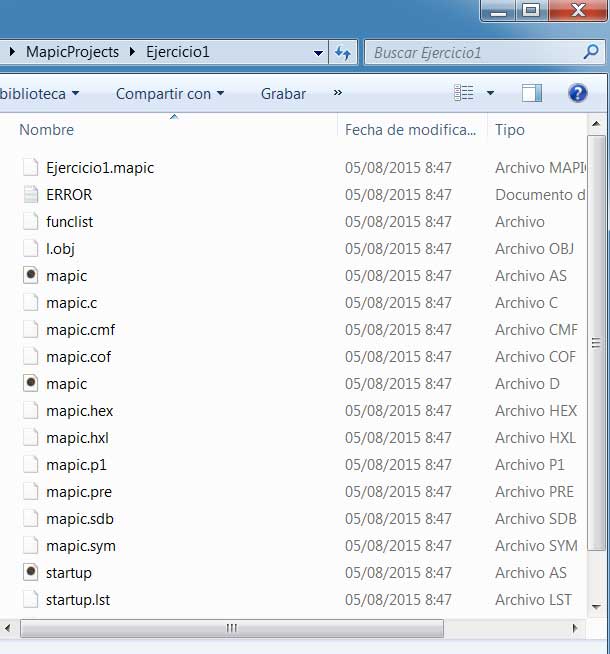 MapicProjects Ejercicio1 Buscar Ejercicio1
biblioteca Compartir con Grabar »
Nombre Fecha de modifica... Tipo
Ejercicio1.mapic 05/08/2015 8:47 Archivo MAPI
ERROR 05/08/2015 8:47 Documento d
funclist 05/08/2015 8:47 Archivo
l.obj 05/08/2015 8:47 Archivo OBJ
mapic 05/08/2015 8:47 Archivo AS
mapic.c 05/08/2015 8:47 Archivo C
mapic.cmf 05/08/2015 8:47 Archivo CMF
mapic.cof 05/08/2015 8:47 Archivo COF
mapic 05/08/2015 8:47 Archivo D
mapic.hex 05/08/2015 8:47 Archivo HEX
mapic.hxl 05/08/2015 8:47 Archivo HXL
mapic.p1 05/08/2015 8:47 Archivo P1
mapic.pre 05/08/2015 8:47 Archivo PRE
mapic.sdb 05/08/2015 8:47 Archivo SDB
mapic.sym 05/08/2015 8:47 Archivo SYM
startup 05/08/2015 8:47 Archivo AS
startup.lst 05/08/2015 8:47 Archivo LST